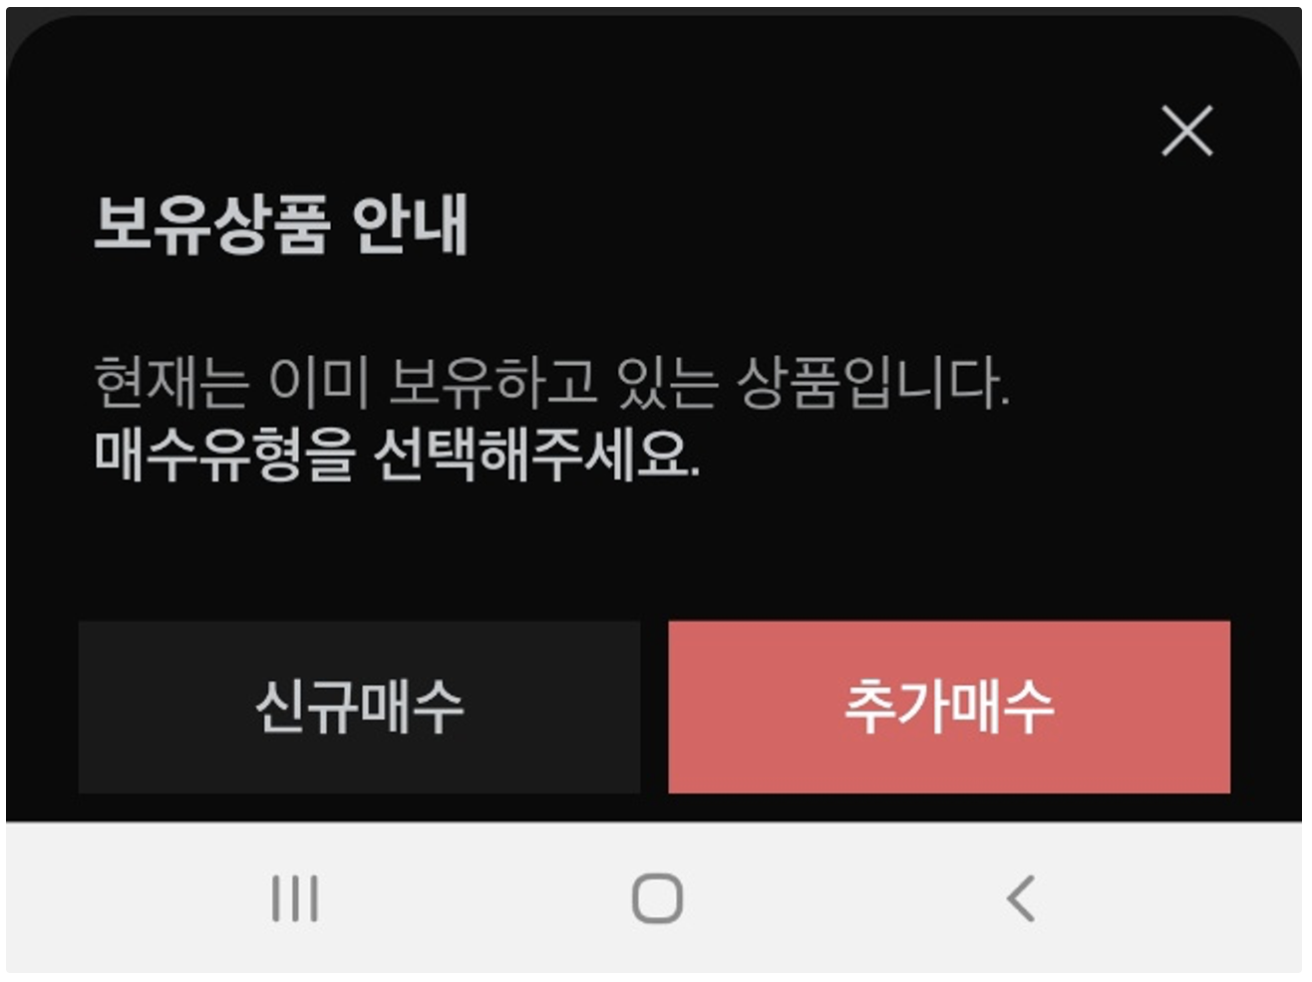 보유상품 안내
현재는 이미 보유하고 있는 상품입니다.
매수유형을 선택해주세요.
신규매수
추가매수